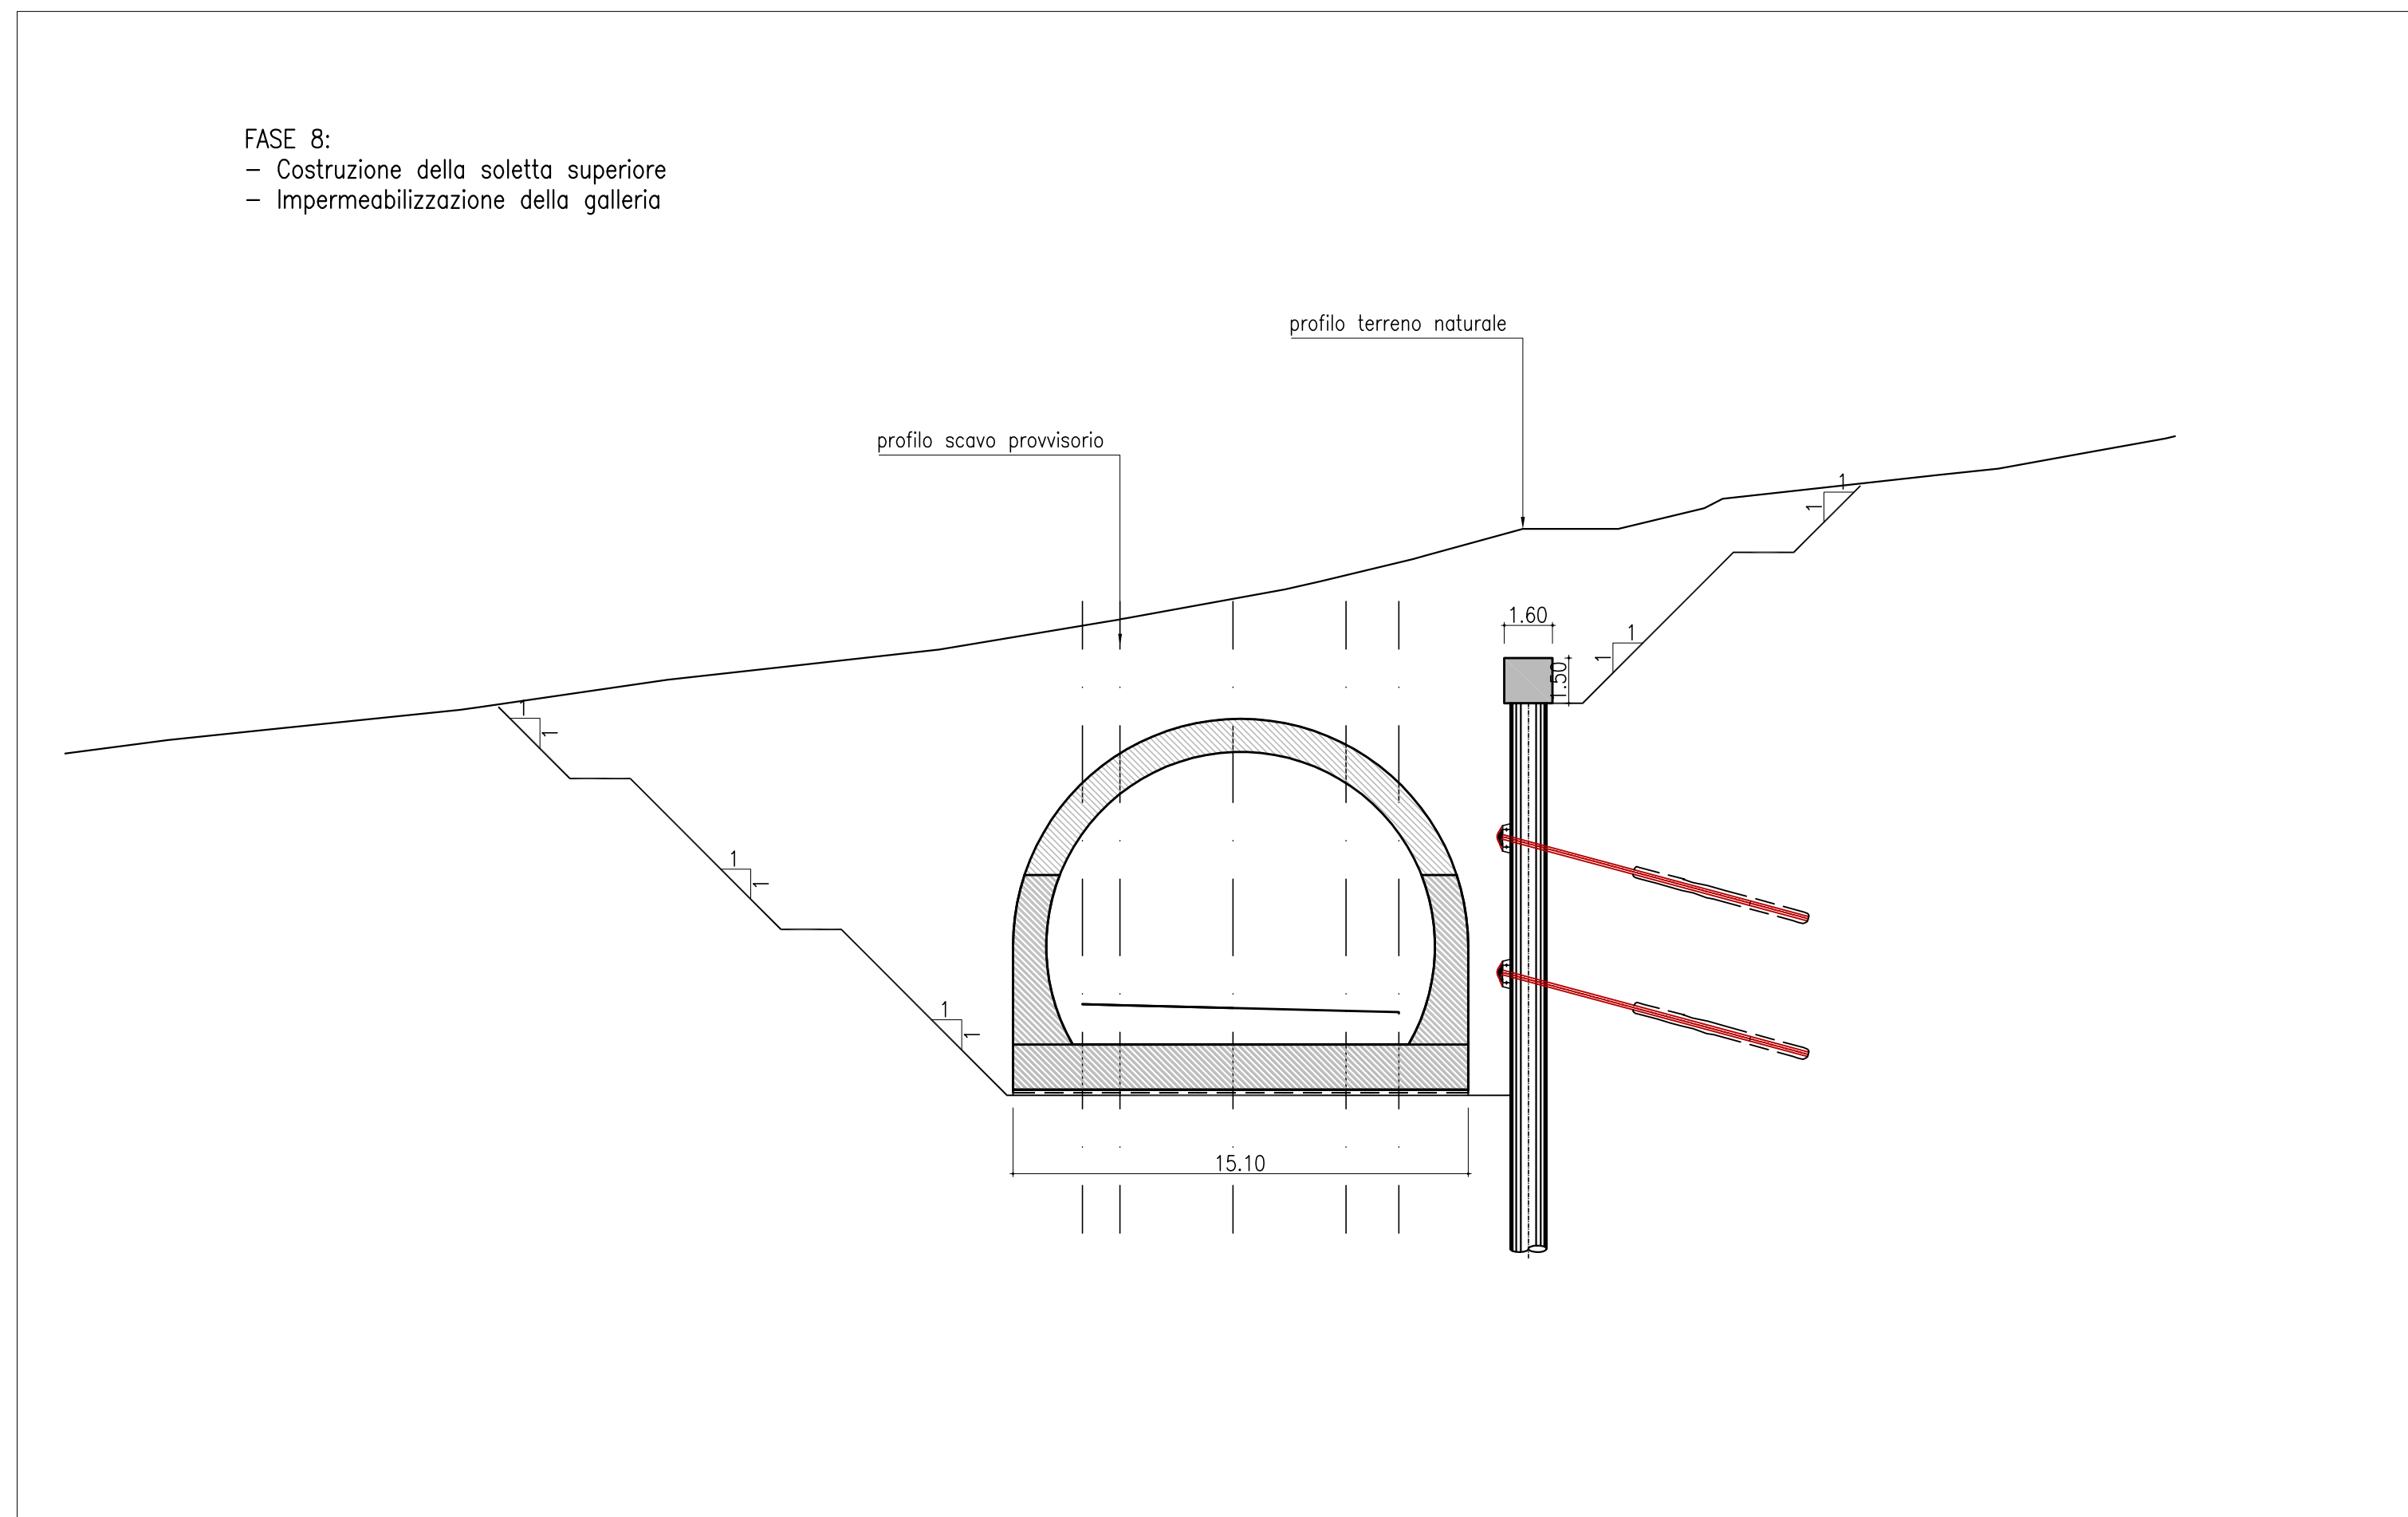 FASE 8:
- Costruzione della soletta superiore
- Impermeabilizzazione della galleria
profilo terreno naturale
profilo scavo provvisorio
1
1
1.60
1
1
1.50
1
1
1
1
1
1
15.10